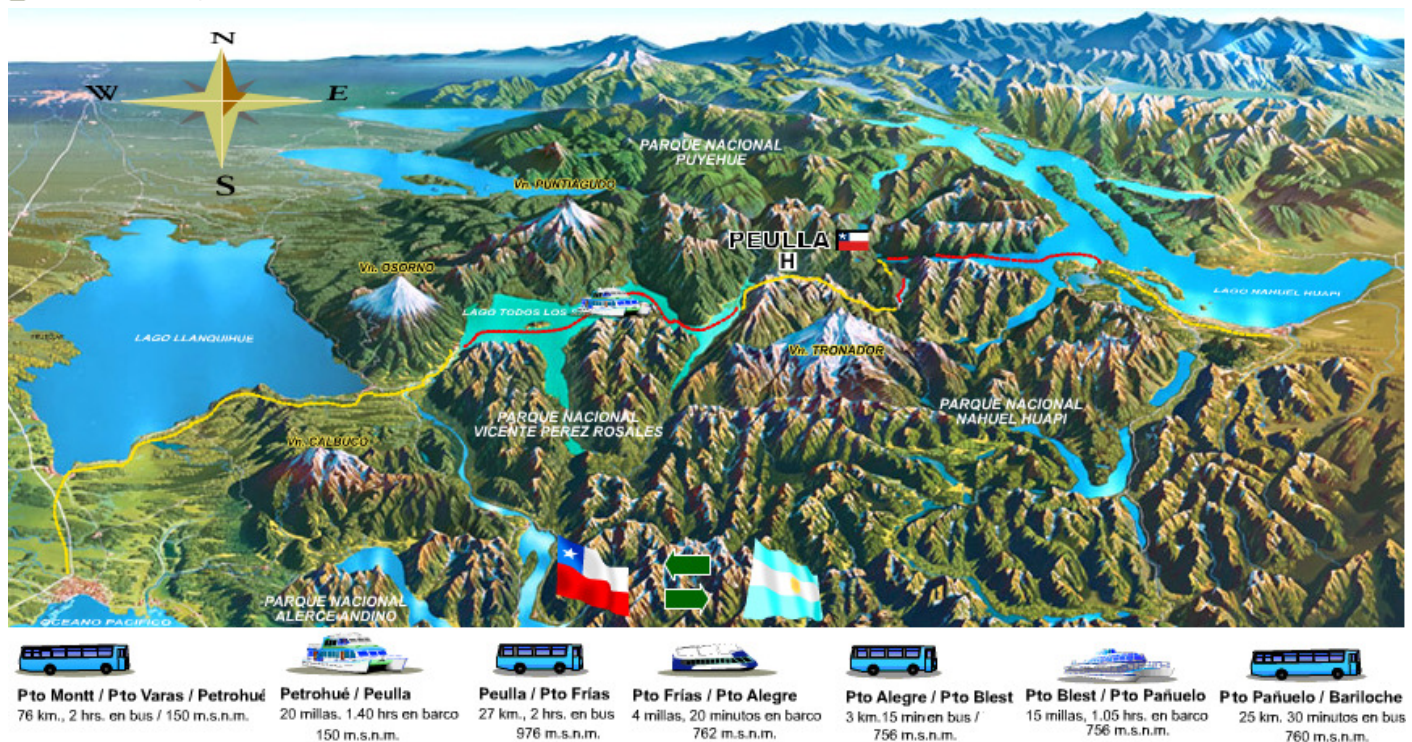 N
W E
S
PARQUE NACIONAL
PUYEHUE
Vn. PUNTIAGUDO
PEULLA
H
Vn. OSORNO
LAGO NAHUEL HUAPI
LAGO TODOS LOS
LAGO LLANQUIHUE
Vn. TRONADOR
PARQUE NACIONAL
NAHUEL HUAPI
PARQUE NACIONAL
VICENTE PEREZ ROSALES
Vn. CALBUCO
PARQUE NACIONAL
ALERCE ANDINO
OCEANO PACIFICO
Pto Montt / Pto Varas / Petrohué
76 km., 2 hrs. en bus / 150 m.s.n.m.
Petrohué / Peulla
20 millas, 1.40 hrs en barco
150 m.s.n.m.
Peulla / Pto Frías
27 km., 2 hrs. en bus
976 m.s.n.m.
Pto Frías / Pto Alegre
4 millas, 20 minutos en barco
762 m.s.n.m.
Pto Alegre / Pto Blest
3 km.15 min en bus /
756 m.s.n.m.
Pto Blest / Pto Pañuelo
15 millas, 1.05 hrs. en barco
756 m.s.n.m.
Pto Pañuelo / Bariloche
25 km. 30 minutos en bus
760 m.s.n.m.